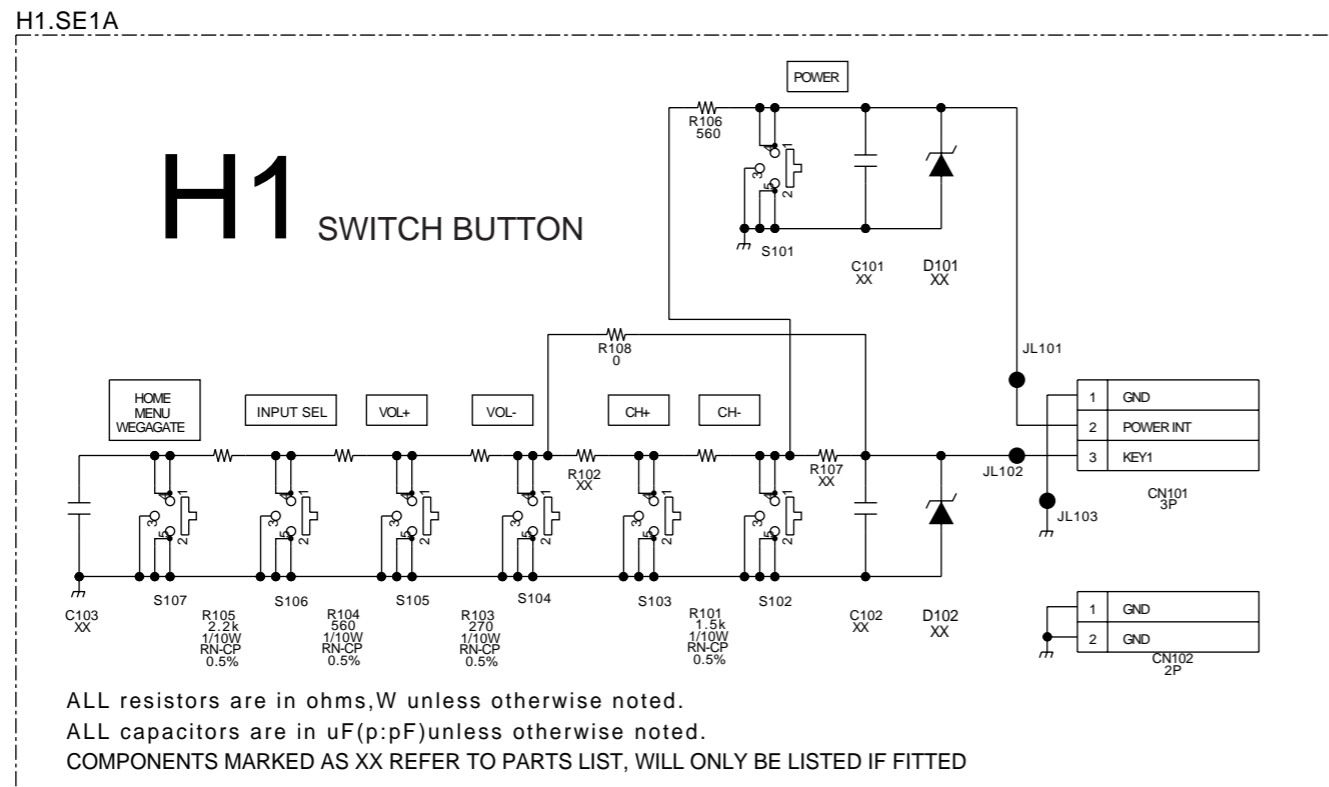 H1.SE1A
POWER
R106
560
H1 SWITCH BUTTON
S101
C101
XX
D101
XX
R108
0
JL101
HOME
MENU
WEGAGATE
INPUT SEL
VOL+
VOL-
CH+
CH-
1 GND
2 POWER INT
3 KEY1
R102
XX
R107
XX
JL102
CN101
3P
JL103
C103
XX
S107
R105
2.2k
1/10W
RN-CP
0.5%
S106
R104
560
1/10W
RN-CP
0.5%
S105
R103
270
1/10W
RN-CP
0.5%
S104
S103
R101
1.5k
1/10W
RN-CP
0.5%
S102
C102
XX
D102
XX
1 GND
2 GND
CN102
2P
ALL resistors are in ohms,W unless otherwise noted.
ALL capacitors are in uF(p:pF)unless otherwise noted.
COMPONENTS MARKED AS XX REFER TO PARTS LIST, WILL ONLY BE LISTED IF FITTED